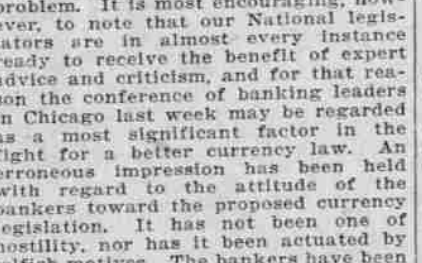 problem. It is most encouraging, how-
ever, to note that our National legis-
ators are in almost every instance
ready to receive the benefit of expert
advice and criticism, and for that rea-
son the conference of banking leaders
in Chicago last week may be regarded
as a most significant factor in the
fight for a better currency law. An
erroneous impression has been held
with regard to the attitude of the
bankers toward the proposed currency
legislation. It has not been one of
hostility, nor has it been actuated by
selfish motives. The bankers have been